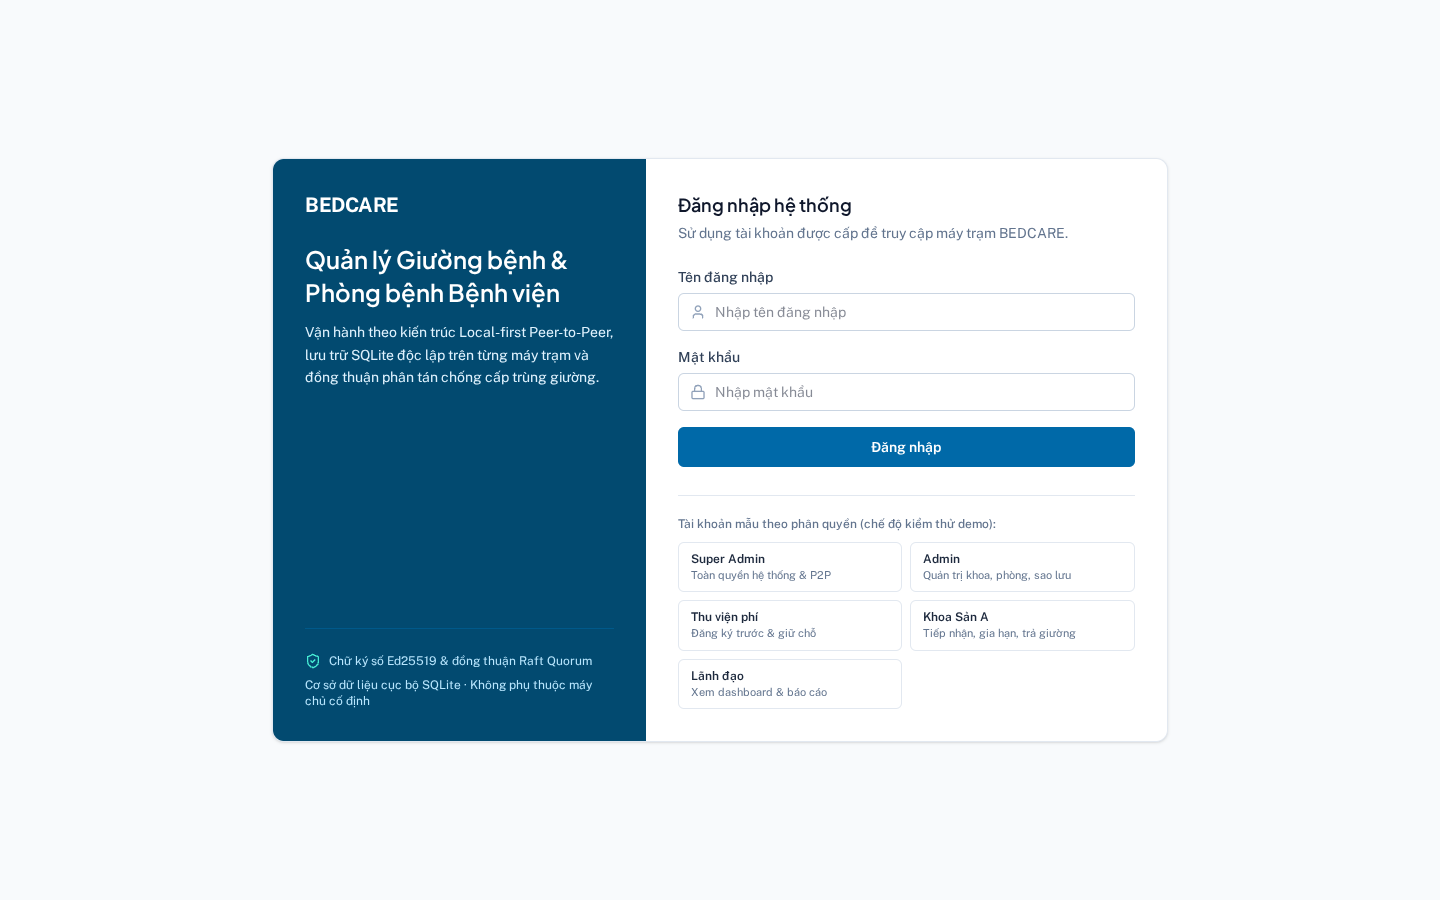 BEDCARE
Quản lý Giường bệnh &
Phòng bệnh Bệnh viện
Vận hành theo kiến trúc Local-first Peer-to-Peer,
lưu trữ SQLite độc lập trên từng máy trạm và
đồng thuận phân tán chống cấp trùng giường.
Chữ ký số Ed25519 & đồng thuận Raft Quorum
Cơ sở dữ liệu cục bộ SQLite · Không phụ thuộc máy
chủ cố định
Đăng nhập hệ thống
Sử dụng tài khoản được cấp để truy cập máy trạm BEDCARE.
Tên đăng nhập
Nhập tên đăng nhập
Mật khẩu
Nhập mật khẩu
Đăng nhập
Tài khoản mẫu theo phân quyền (chế độ kiểm thử demo):
Super Admin
Toàn quyền hệ thống & P2P
Admin
Quản trị khoa, phòng, sao lưu
Thu viện phí
Đăng ký trước & giữ chỗ
Khoa Sản A
Tiếp nhận, gia hạn, trả giường
Lãnh đạo
Xem dashboard & báo cáo